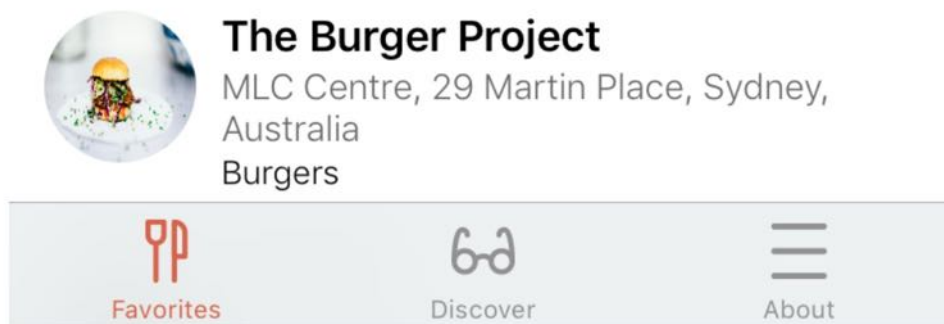 The Burger Project
MLC Centre, 29 Martin Place, Sydney,
Australia
Burgers
Favorites
Discover
About